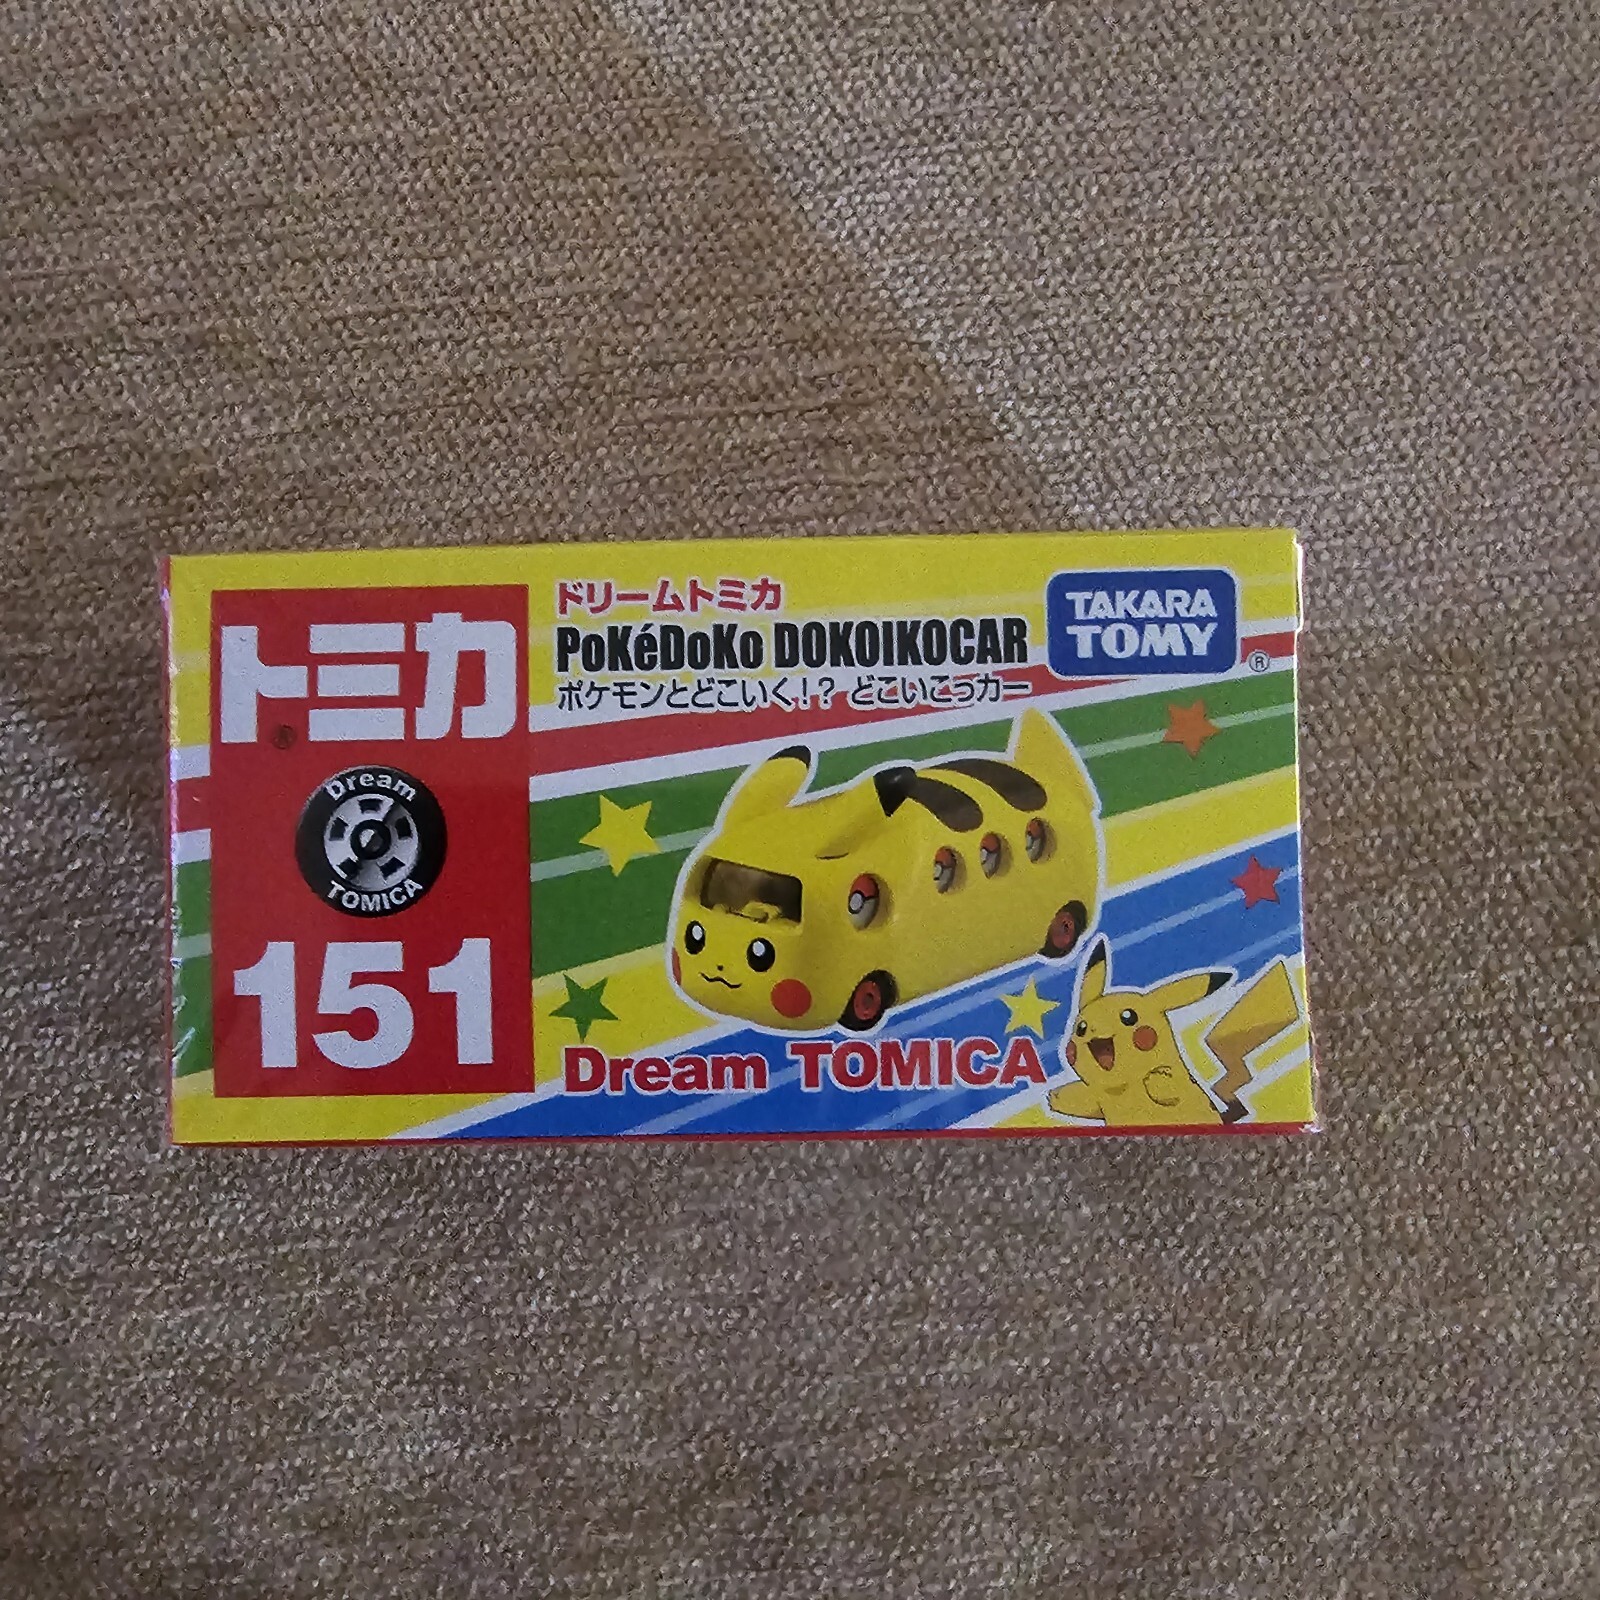 トミカ
Dream
TOMICA
151
ドリームトミカ
PoKéDoKo DOKOIKOCAR
ポケモンとどこいく!? どこいこっカー
TAKARA
TOMY
®
Dream TOMICA